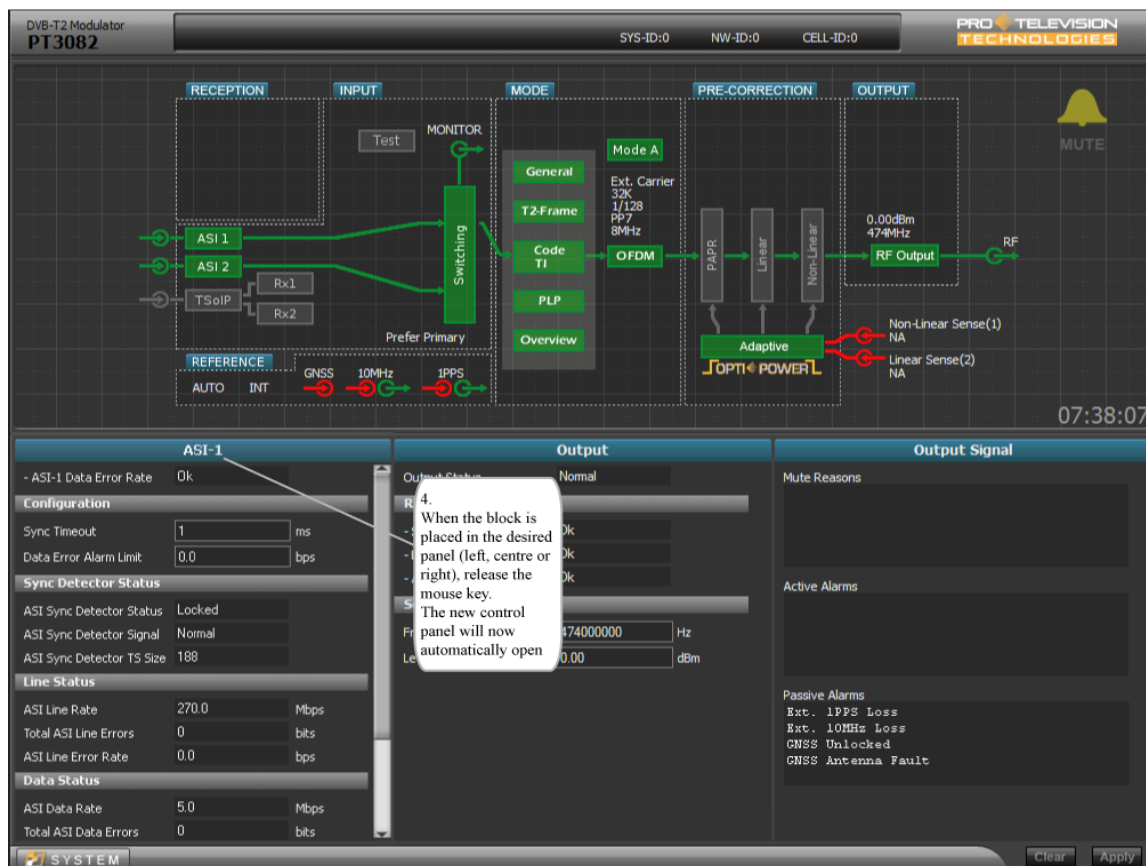 DVB-T2 Modulator
PT3082
SYS-ID:0 NW-ID:0 CELL-ID:0
PRO TELEVISION
TECHNOLOGIES
RECEPTION INPUT MODE PRE-CORRECTION OUTPUT
MUTE
Test
MONITOR
ASI 1
ASI 2
TSoIP
Rx1
Rx2
Switching
Prefer Primary
General
T2-Frame
Code
TI
PLP
Overview
Mode A
Ext. Carrier
32K
1/128
PP7
8MHz
OFDM
PAPR
Linear
Non-Linear
Adaptive
OPTI POWER
0.00dBm
474MHz
RF Output
RF
Non-Linear Sense(1)
NA
Linear Sense(2)
NA
REFERENCE
AUTO INT
GNSS 10MHz 1PPS
07:38:07
ASI-1
- ASI-1 Data Error Rate Ok
Configuration
Sync Timeout 1 ms
Data Error Alarm Limit 0.0 bps
Sync Detector Status
ASI Sync Detector Status Locked
ASI Sync Detector Signal Normal
ASI Sync Detector TS Size 188
Line Status
ASI Line Rate 270.0 Mbps
Total ASI Line Errors 0 bits
ASI Line Error Rate 0.0 bps
Data Status
ASI Data Rate 5.0 Mbps
Total ASI Data Errors 0 bits
Output
Output Status Normal
Ok
Ok
Ok
474000000 Hz
0.00 dBm
4.
When the block is
placed in the desired
panel (left, centre or
right), release the
mouse key.
The new control
panel will now
automatically open
Output Signal
Mute Reasons
Active Alarms
Passive Alarms
Ext. 1PPS Loss
Ext. 10MHz Loss
GNSS Unlocked
GNSS Antenna Fault
SYSTEM
Clear Apply